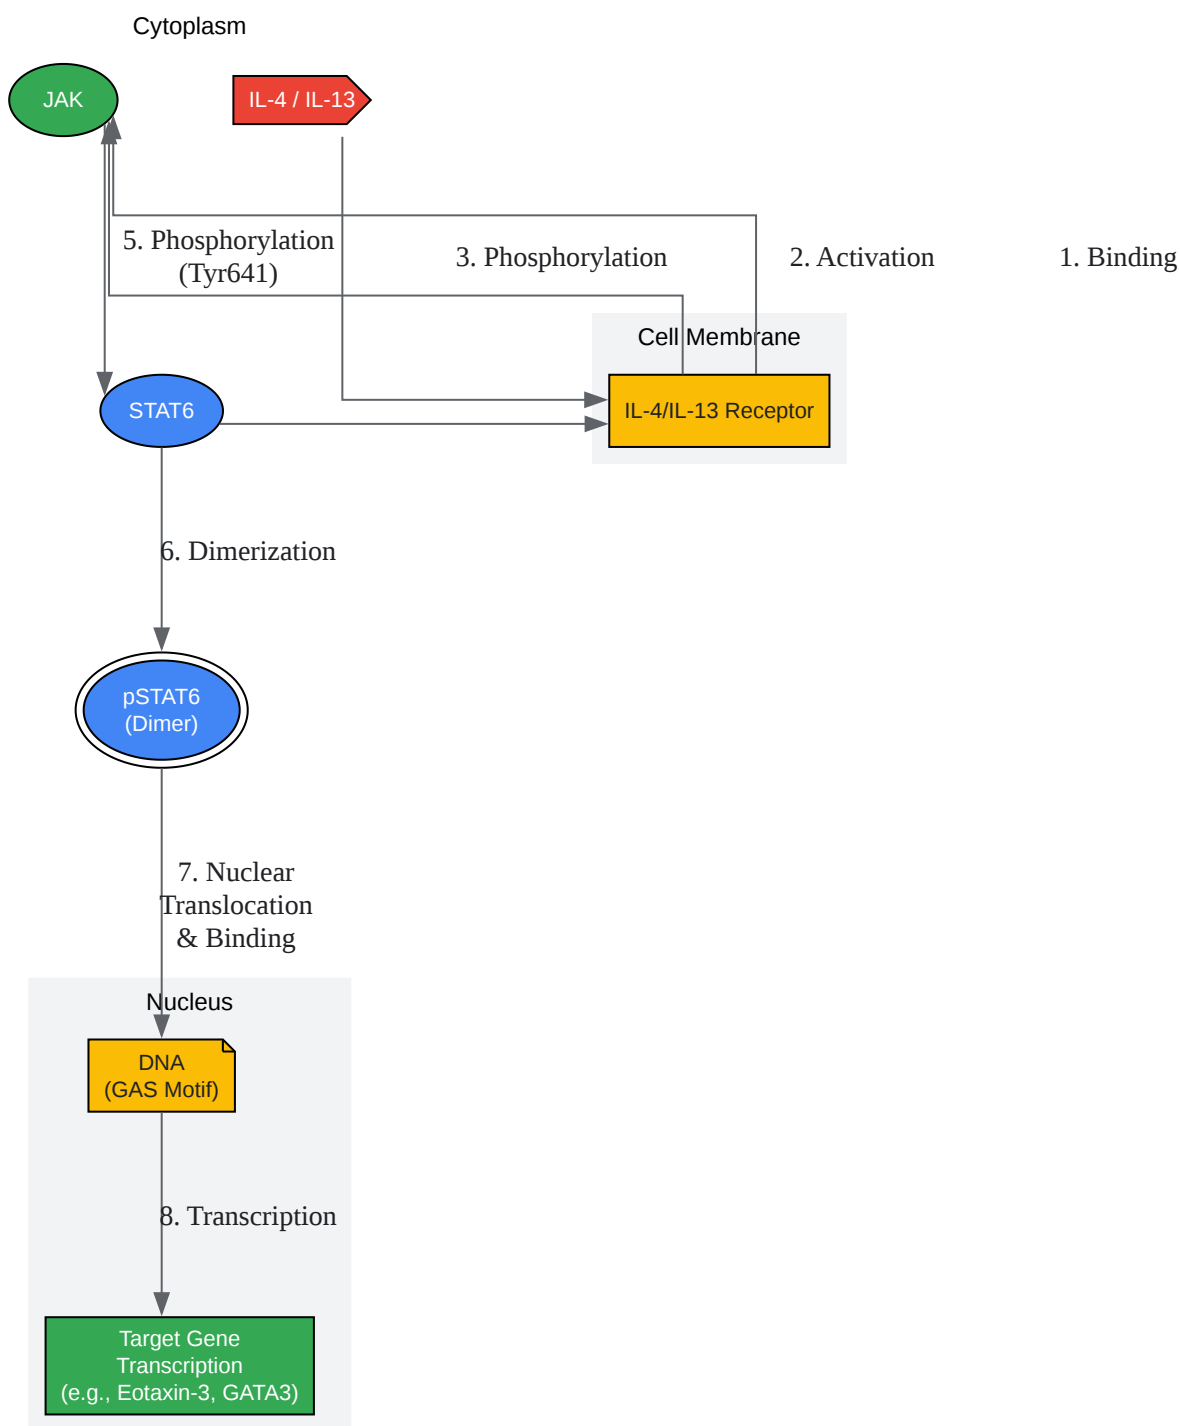 Cytoplasm
JAK
IL-4 / IL-13
5. Phosphorylation
(Tyr641)
3. Phosphorylation
2. Activation
1. Binding
Cell Membrane
STAT6
IL-4/IL-13 Receptor
6. Dimerization
pSTAT6
(Dimer)
7. Nuclear
Translocation
& Binding
Nucleus
DNA
(GAS Motif)
8. Transcription
Target Gene
Transcription
(e.g., Eotaxin-3, GATA3)